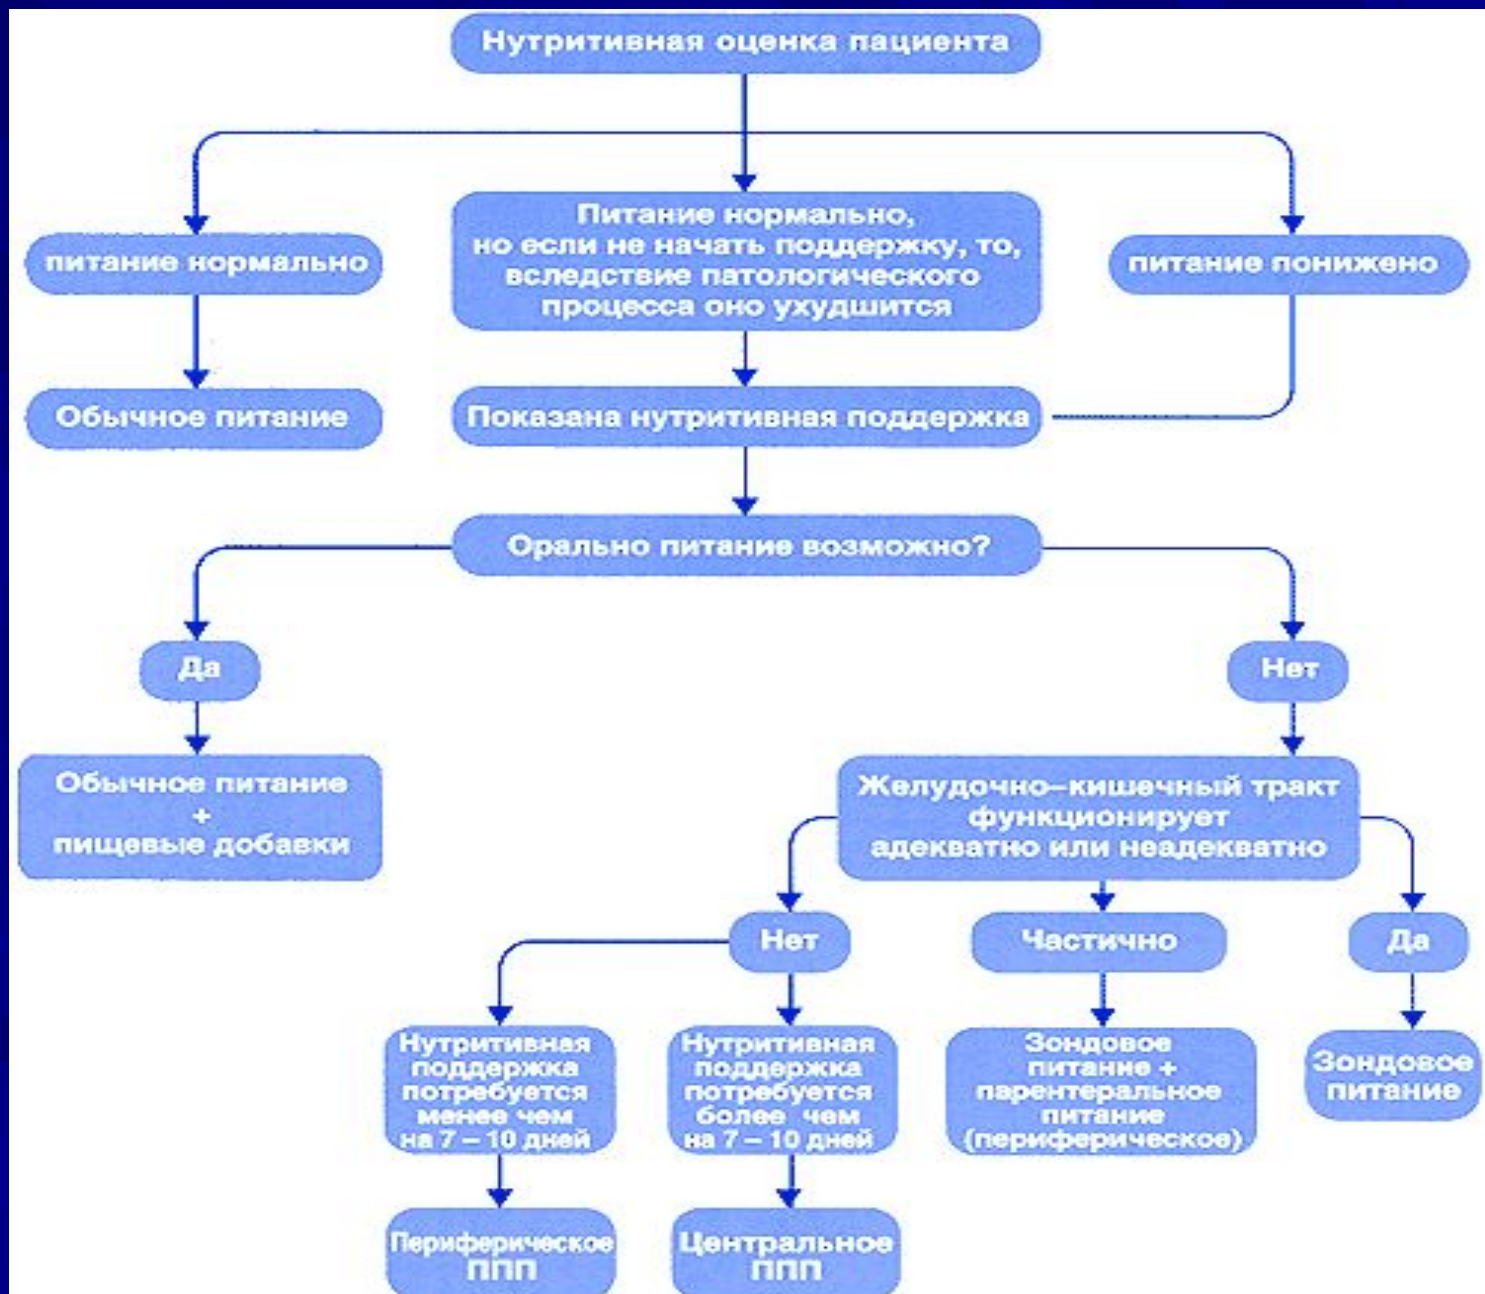 Нутритивная оценка пациента
питание нормально
Питание нормально,
но если не начать поддержку, то,
вследствие патологического
процесса оно ухудшится
питание понижено
Обычное питание
Показана нутритивная поддержка
Орально питание возможно?
Да
Нет
Обычное питание
+
пищевые добавки
Желудочно–кишечный тракт
функционирует
адекватно или неадекватно
Нет
Частично
Да
Нутритивная
поддержка
потребуется
менее чем
на 7 – 10 дней
Нутритивная
поддержка
потребуется
более чем
на 7 – 10 дней
Зондовое
питание +
парентеральное
питание
(периферическое)
Зондовое
питание
Периферическое
ППП
Центральное
ППП